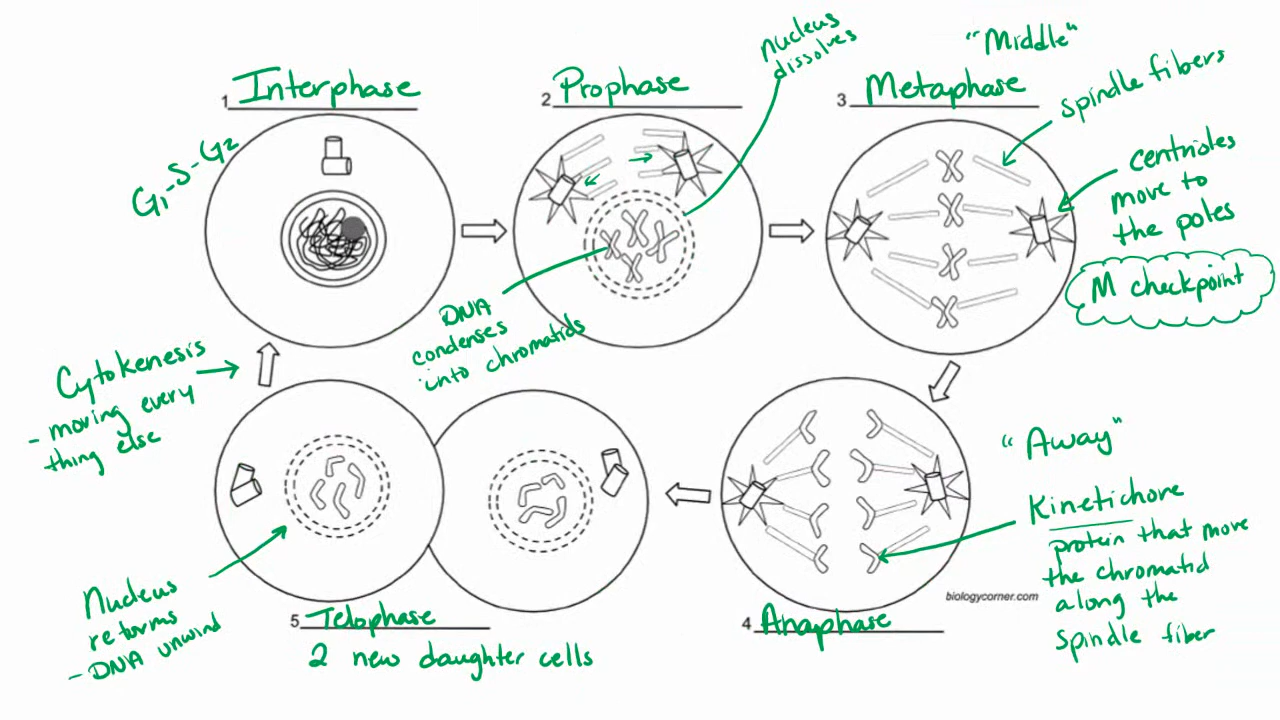 1 Interphase
G1-S-G2
2 Prophase
nucleus
dissolves
"Middle"
3 Metaphase
spindle fibers
centrioles
move to
the poles
M checkpoint
DNA
condenses
into chromatids
Cytokenesis
- moving every
thing else
"Away"
Kinetichore
protein that move
the chromatid
along the
spindle fiber
biologycorner.com
4 Anaphase
Nucleus
reforms
- DNA unwind
5 Telophase
2 new daughter cells